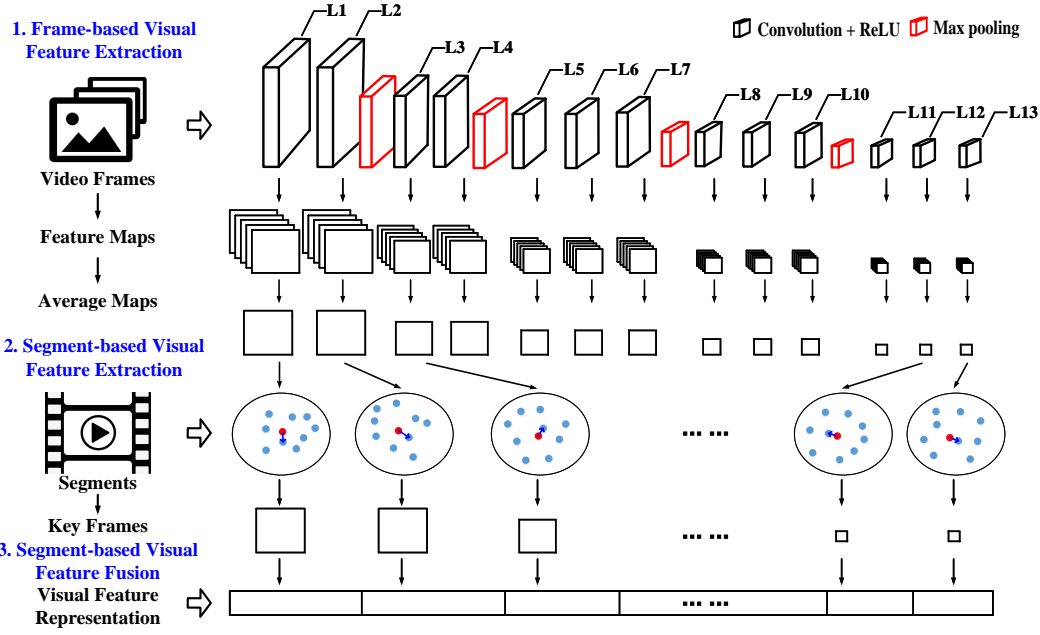 L1
L2
1. Frame-based Visual
Feature Extraction
Convolution + ReLU
Max pooling
L3
L4
L5
L6
L7
L8
L9
L10
L11
L12
L13
Video Frames
Feature Maps
Average Maps
2. Segment-based Visual
Feature Extraction
... ...
Segments
Key Frames
... ...
3. Segment-based Visual
Feature Fusion
Visual Feature
Representation
... ...